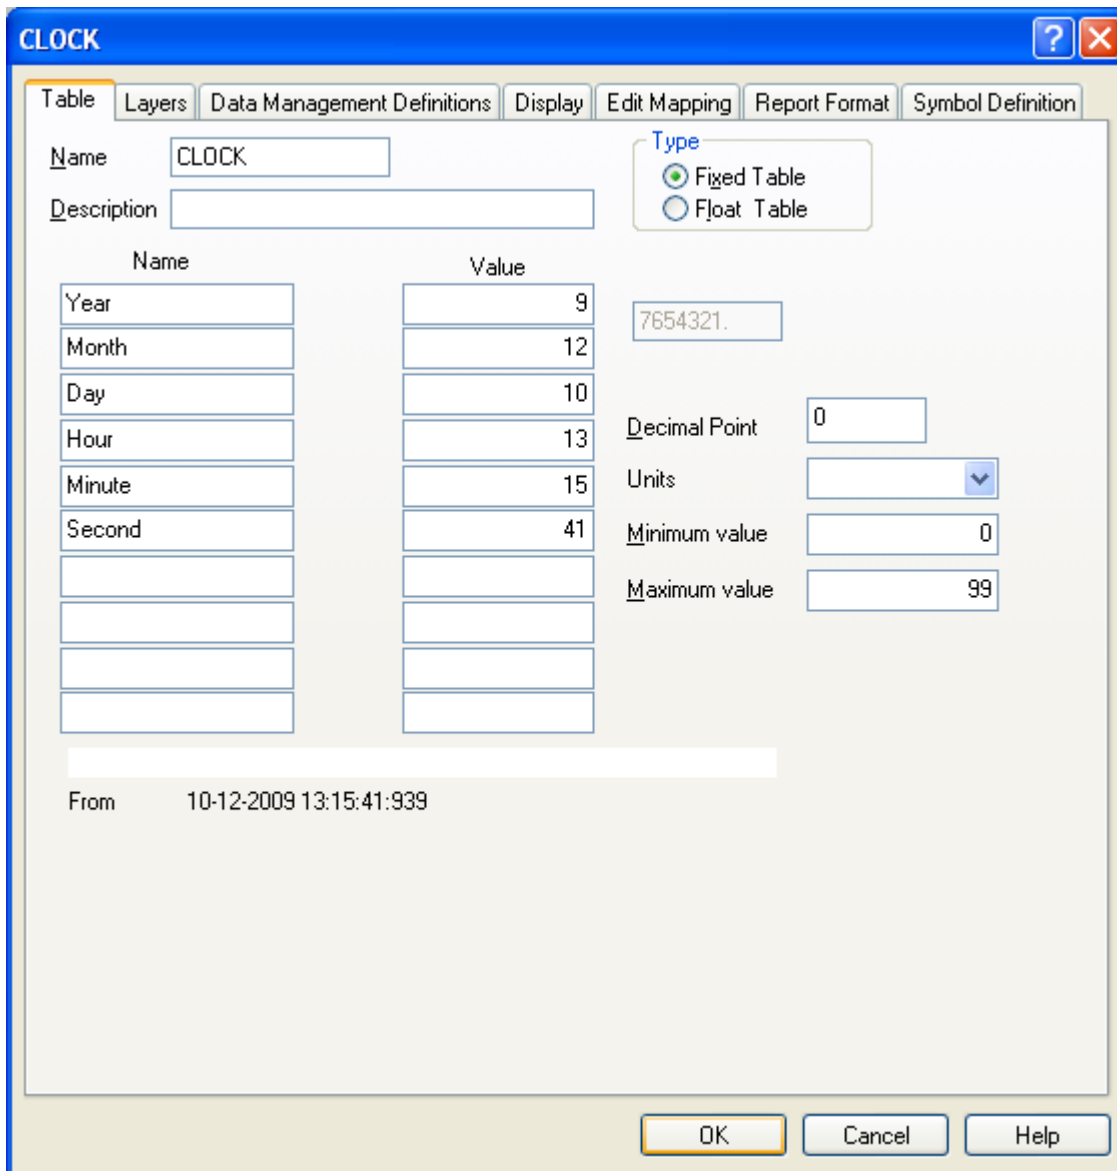 CLOCK
Table Layers Data Management Definitions Display Edit Mapping Report Format Symbol Definition
Name CLOCK
Type
Fixed Table
Float Table
Description
Name Value
Year 9
7654321.
Month 12
Day 10
Decimal Point 0
Hour 13
Minute 15
Units
Second 41
Minimum value 0
Maximum value 99
From 10-12-2009 13:15:41:939
OK Cancel Help